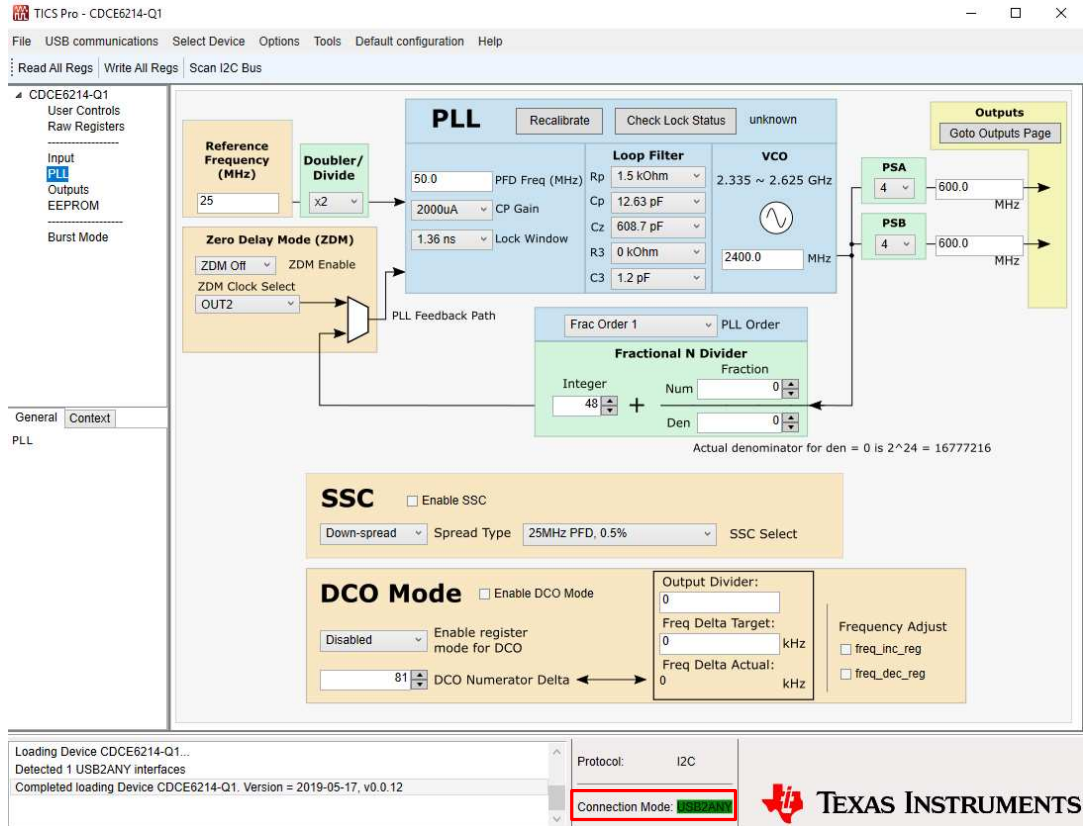 TICS Pro - CDCE6214-Q1
File USB communications Select Device Options Tools Default configuration Help
Read All Regs Write All Regs Scan I2C Bus
CDCE6214-Q1
User Controls
Raw Registers
------------------
Input
PLL
Outputs
EEPROM
------------------
Burst Mode
General Context
PLL
Reference
Frequency
(MHz)
25
Doubler/
Divide
x2
PLL Recalibrate Check Lock Status unknown
50.0 PFD Freq (MHz)
2000uA CP Gain
1.36 ns Lock Window
Loop Filter
Rp 1.5 kOhm
Cp 12.63 pF
Cz 608.7 pF
R3 0 kOhm
C3 1.2 pF
VCO
2.335 ~ 2.625 GHz
2400.0 MHz
PSA
4
600.0
MHz
PSB
4
600.0
MHz
Outputs
Goto Outputs Page
Zero Delay Mode (ZDM)
ZDM Off ZDM Enable
ZDM Clock Select
OUT2
PLL Feedback Path
Frac Order 1 PLL Order
Fractional N Divider
Fraction
Integer
48 +
Num 0
Den 0
Actual denominator for den = 0 is 2^24 = 16777216
SSC Enable SSC
Down-spread Spread Type 25MHz PFD, 0.5% SSC Select
DCO Mode Enable DCO Mode
Disabled Enable register
mode for DCO
81 DCO Numerator Delta
Output Divider:
0
Freq Delta Target:
0 kHz
Freq Delta Actual:
0 kHz
Frequency Adjust
freq_inc_reg
freq_dec_reg
Loading Device CDCE6214-Q1...
Detected 1 USB2ANY interfaces
Completed loading Device CDCE6214-Q1. Version = 2019-05-17, v0.0.12
Protocol: I2C
Connection Mode: USB2ANY
TEXAS INSTRUMENTS